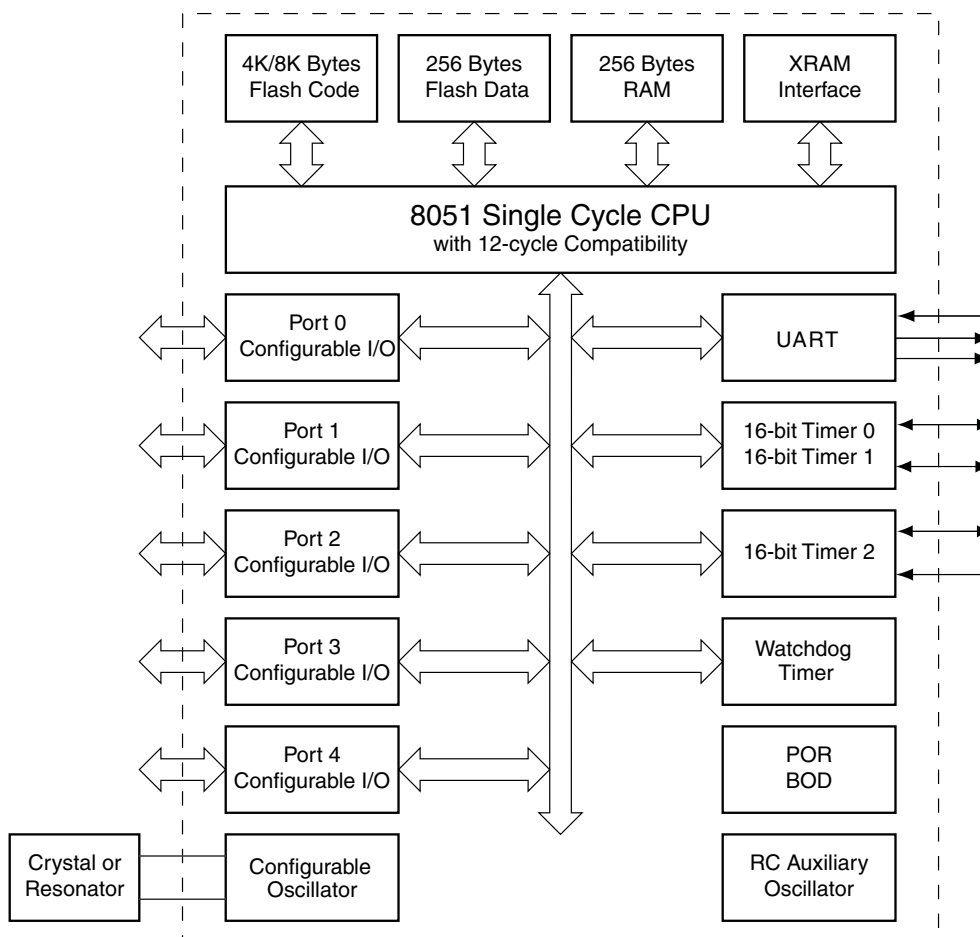 4K/8K Bytes
Flash Code
256 Bytes
Flash Data
256 Bytes
RAM
XRAM
Interface
8051 Single Cycle CPU
with 12-cycle Compatibility
Port 0
Configurable I/O
UART
Port 1
Configurable I/O
16-bit Timer 0
16-bit Timer 1
Port 2
Configurable I/O
16-bit Timer 2
Port 3
Configurable I/O
Watchdog
Timer
Port 4
Configurable I/O
POR
BOD
Crystal or
Resonator
Configurable
Oscillator
RC Auxiliary
Oscillator